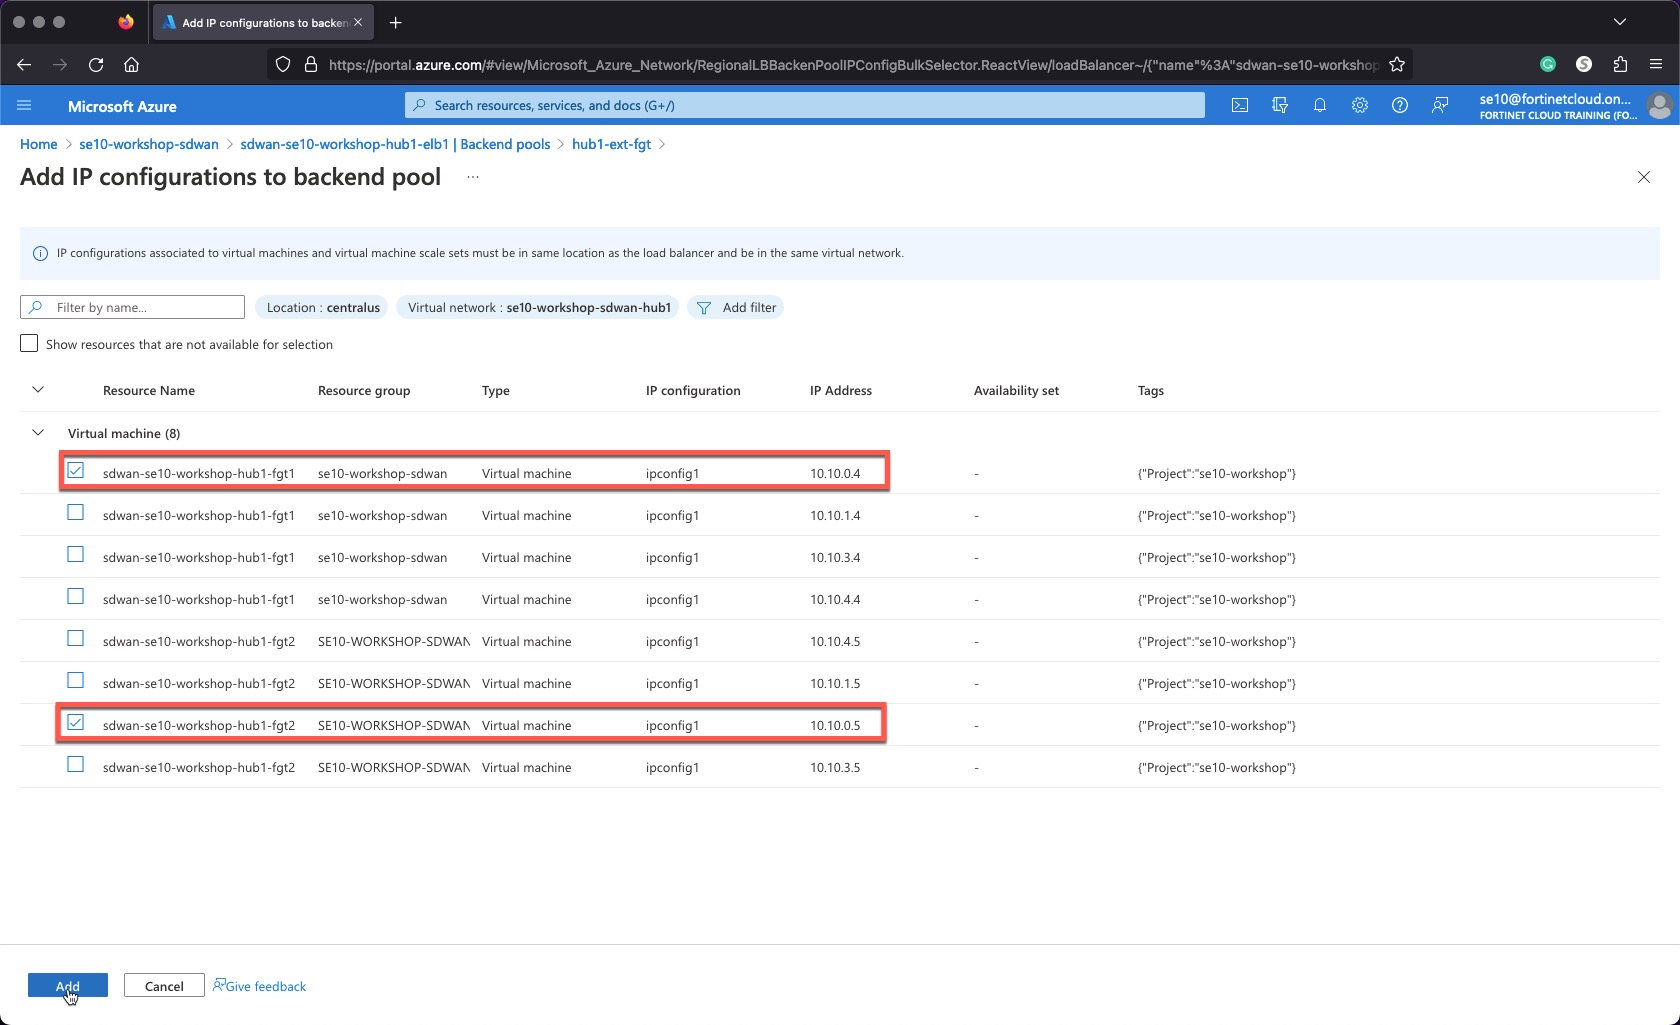 Add IP configurations to backen
https://portal.azure.com/#view/Microsoft_Azure_Network/RegionalLBBackenPoolIPConfigBulkSelector.ReactView/loadBalancer~/{"name"%3A"sdwan-se10-workshop
Microsoft Azure
Search resources, services, and docs (G+/)
se10@fortinetcloud.on...
FORTINET CLOUD TRAINING (FO...
Home > se10-workshop-sdwan > sdwan-se10-workshop-hub1-elb1 | Backend pools > hub1-ext-fgt >
Add IP configurations to backend pool ...
IP configurations associated to virtual machines and virtual machine scale sets must be in same location as the load balancer and be in the same virtual network.
Filter by name... Location : centralus Virtual network : se10-workshop-sdwan-hub1 Add filter
Show resources that are not available for selection
Resource Name Resource group Type IP configuration IP Address Availability set Tags
Virtual machine (8)
sdwan-se10-workshop-hub1-fgt1 se10-workshop-sdwan Virtual machine ipconfig1 10.10.0.4 - {"Project":"se10-workshop"}
sdwan-se10-workshop-hub1-fgt1 se10-workshop-sdwan Virtual machine ipconfig1 10.10.1.4 - {"Project":"se10-workshop"}
sdwan-se10-workshop-hub1-fgt1 se10-workshop-sdwan Virtual machine ipconfig1 10.10.3.4 - {"Project":"se10-workshop"}
sdwan-se10-workshop-hub1-fgt1 se10-workshop-sdwan Virtual machine ipconfig1 10.10.4.4 - {"Project":"se10-workshop"}
sdwan-se10-workshop-hub1-fgt2 SE10-WORKSHOP-SDWAN Virtual machine ipconfig1 10.10.4.5 - {"Project":"se10-workshop"}
sdwan-se10-workshop-hub1-fgt2 SE10-WORKSHOP-SDWAN Virtual machine ipconfig1 10.10.1.5 - {"Project":"se10-workshop"}
sdwan-se10-workshop-hub1-fgt2 SE10-WORKSHOP-SDWAN Virtual machine ipconfig1 10.10.0.5 - {"Project":"se10-workshop"}
sdwan-se10-workshop-hub1-fgt2 SE10-WORKSHOP-SDWAN Virtual machine ipconfig1 10.10.3.5 - {"Project":"se10-workshop"}
Add Cancel Give feedback